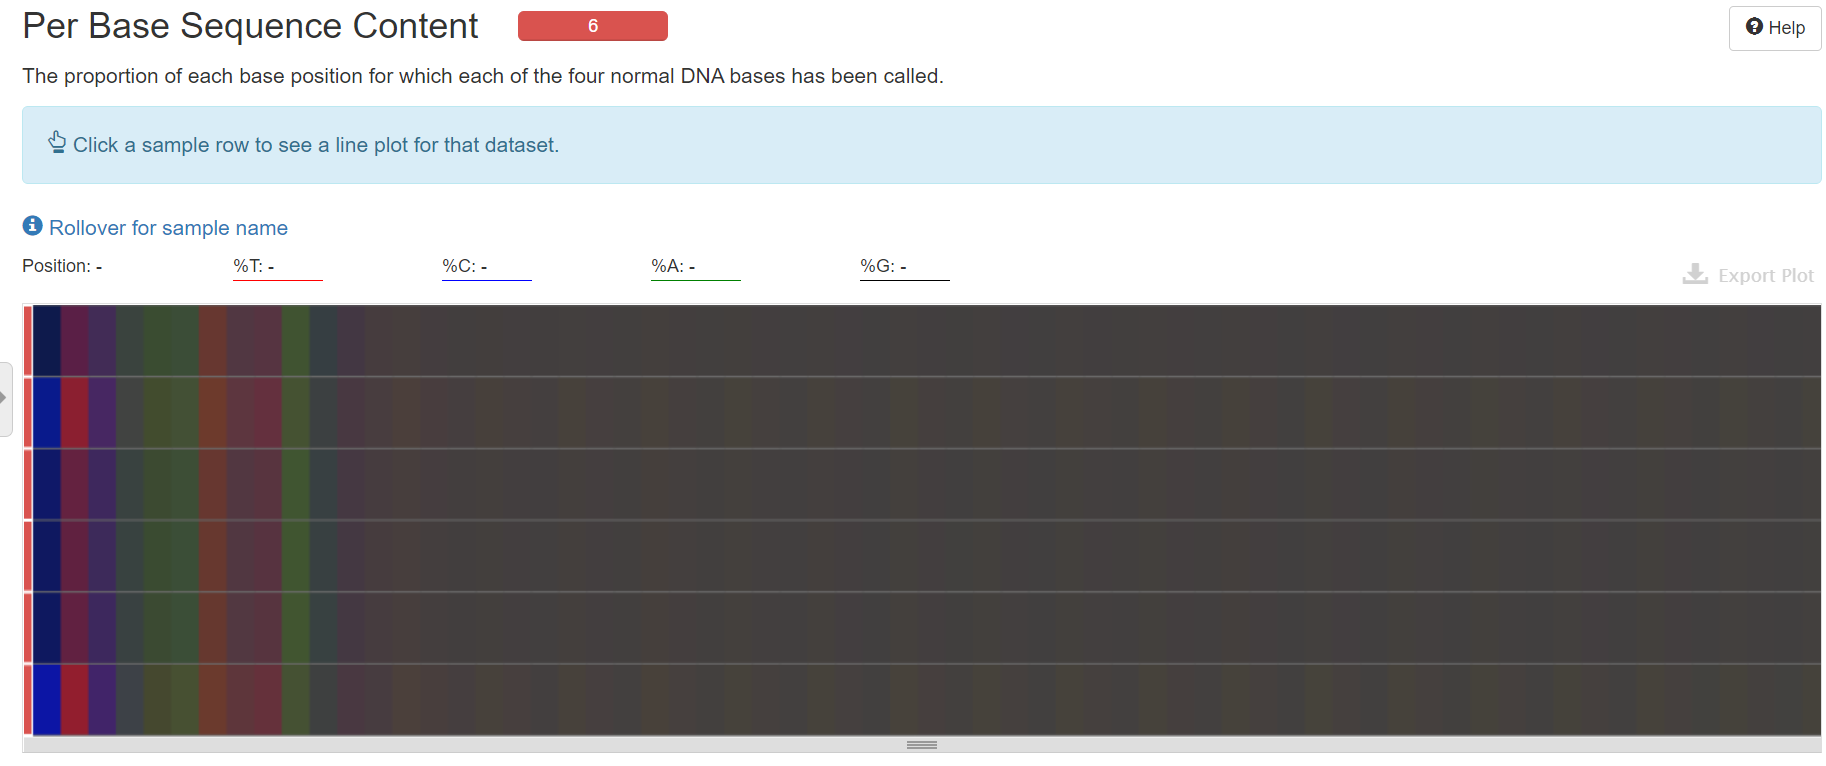 Per Base Sequence Content
6
Help
The proportion of each base position for which each of the four normal DNA bases has been called.
Click a sample row to see a line plot for that dataset.
Rollover for sample name
Position: -
%T: -
%C: -
%A: -
%G: -
Export Plot